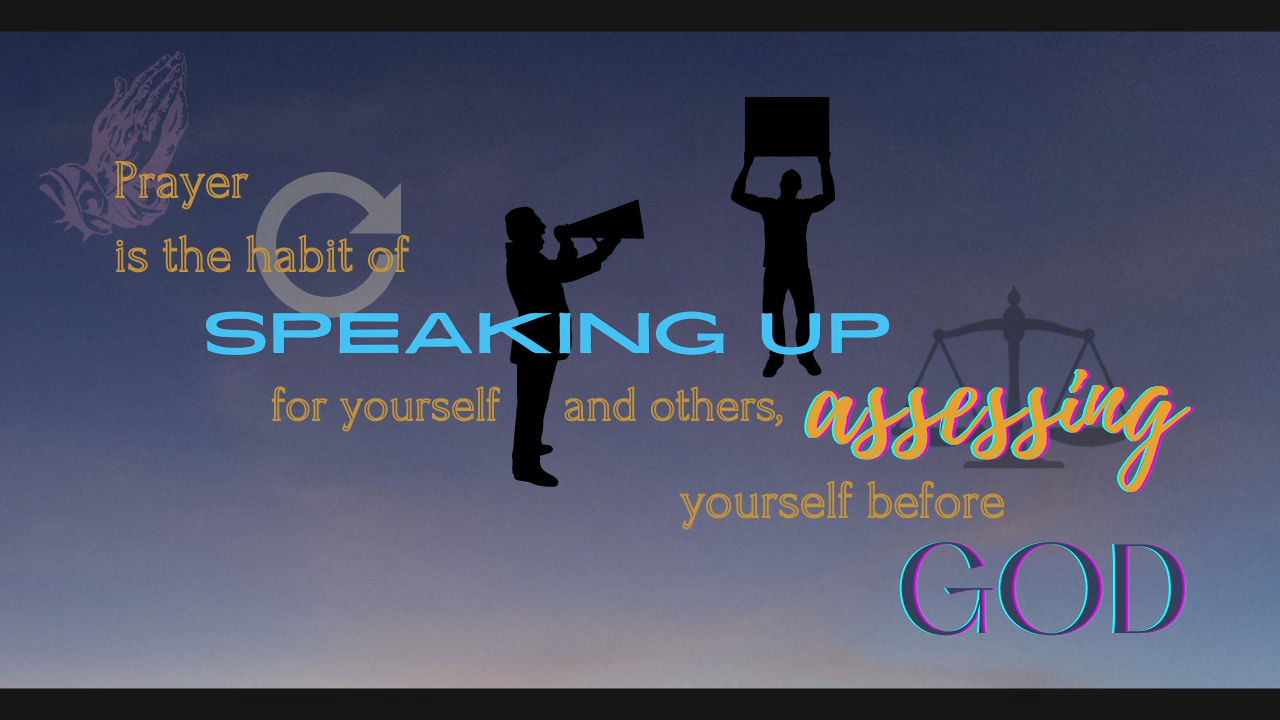 Prayer
is the habit of
SPEAKING UP
for yourself and others, assessing
yourself before
GOD